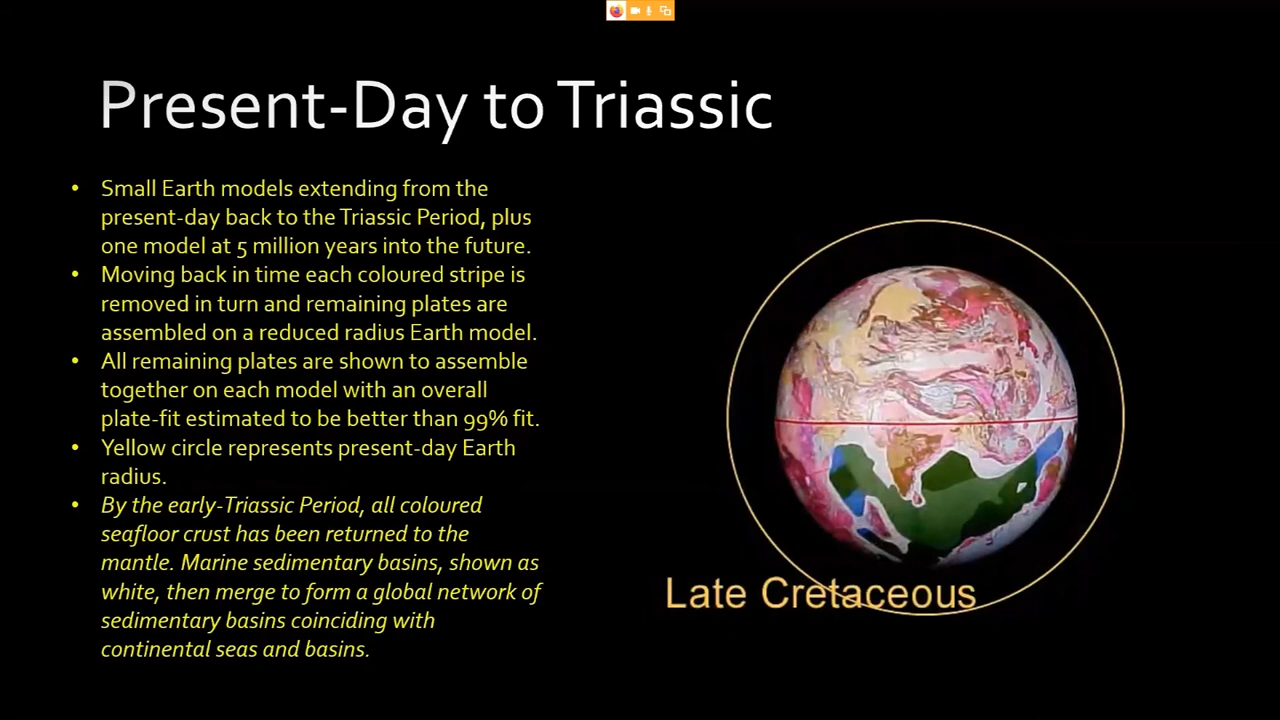 Present-Day to Triassic
• Small Earth models extending from the
present-day back to the Triassic Period, plus
one model at 5 million years into the future.
• Moving back in time each coloured stripe is
removed in turn and remaining plates are
assembled on a reduced radius Earth model.
• All remaining plates are shown to assemble
together on each model with an overall
plate-fit estimated to be better than 99% fit.
• Yellow circle represents present-day Earth
radius.
• By the early-Triassic Period, all coloured
seafloor crust has been returned to the
mantle. Marine sedimentary basins, shown as
white, then merge to form a global network of
sedimentary basins coinciding with
continental seas and basins.
Late Cretaceous